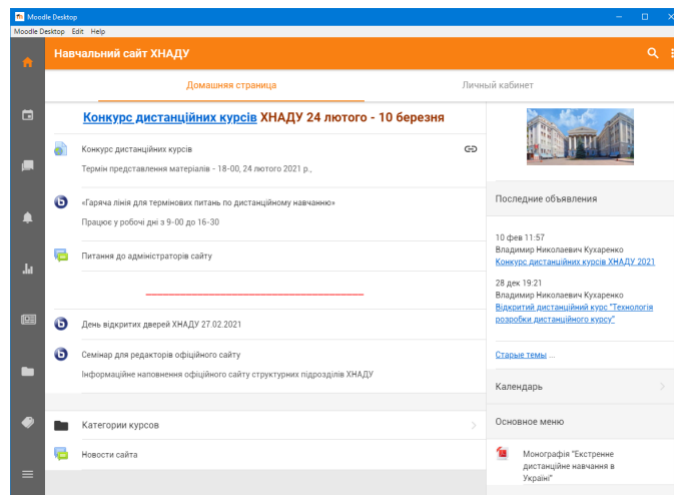 Moodle Desktop
Moodle Desktop Edit Help
Навчальний сайт ХНАДУ
Домашняя страница
Личный кабинет
Конкурс дистанційних курсів ХНАДУ 24 лютого - 10 березня
Конкурс дистанційних курсів
Термін представлення матеріалів - 18-00, 24 лютого 2021 р.,
«Гаряча лінія для термінових питань по дистанційному навчанню»
Працює у робочі дні з 9-00 до 16-30
Питання до адміністраторів сайту
День відкритих дверей ХНАДУ 27.02.2021
Семінар для редакторів офіційного сайту
Інформаційне наповнення офіційного сайту структурних підрозділів ХНАДУ
Категории курсов
Новости сайта
Последние объявления
10 фев 11:57
Владимир Николаевич Кухаренко
Конкурс дистанційних курсів ХНАДУ 2021
28 дек 19:21
Владимир Николаевич Кухаренко
Відкритий дистанційний курс "Технологія
розробки дистанційного курсу"
Старые темы ...
Календарь
Основное меню
Монографія "Екстренне
дистанційне навчання в
Україні"